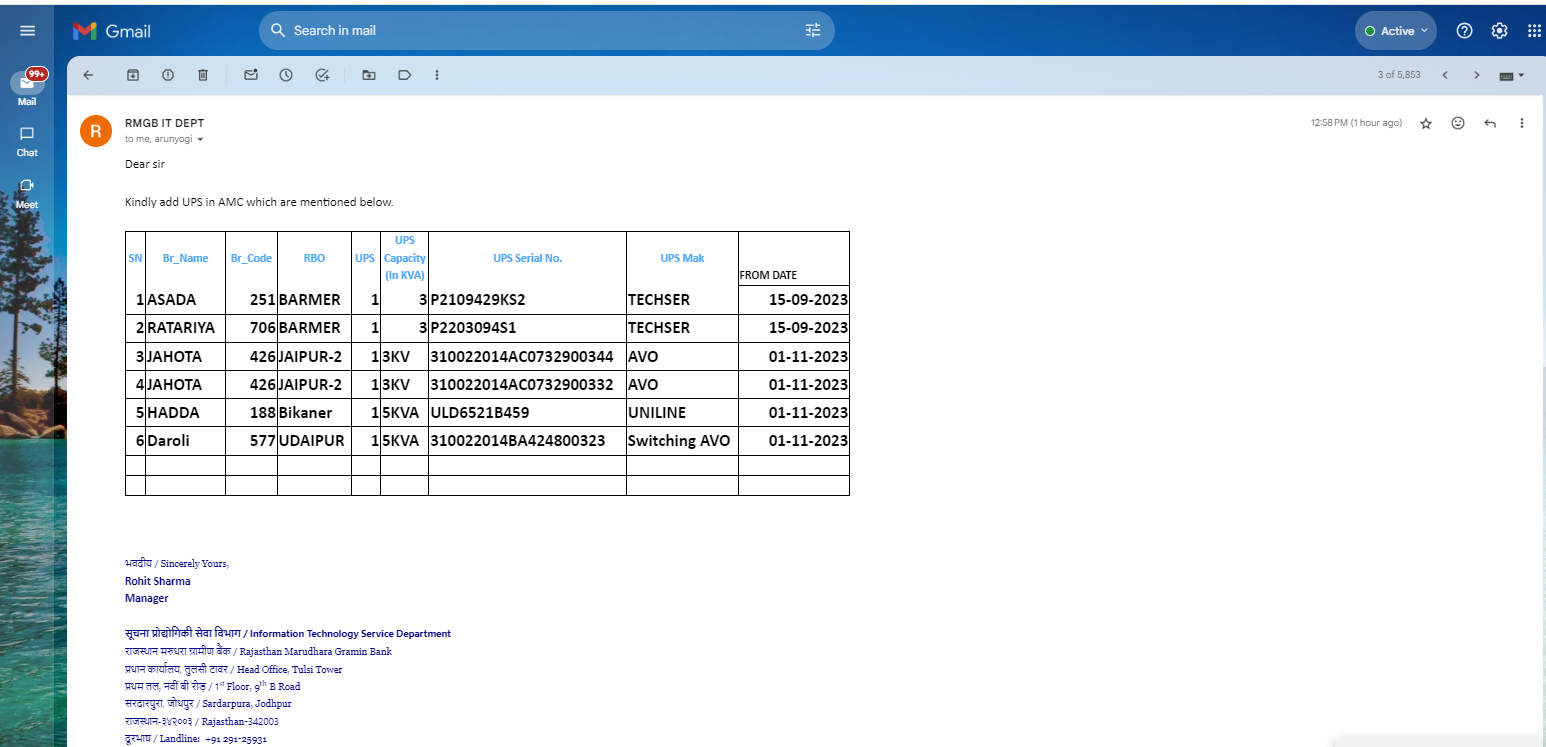 Gmail
Search in mail
Active
99+
Mail
Chat
Meet
3 of 5,853
R
RMGB IT DEPT
12:58 PM (1 hour ago)
to me, arunyogi
Dear sir
Kindly add UPS in AMC which are mentioned below.
SN Br_Name Br_Code RBO UPS UPS Capacity (In KVA) UPS Serial No. UPS Mak FROM DATE
1 ASADA 251 BARMER 1 3 P2109429KS2 TECHSER 15-09-2023
2 RATARIYA 706 BARMER 1 3 P2203094S1 TECHSER 15-09-2023
3 JAHOTA 426 JAIPUR-2 1 3KV 310022014AC0732900344 AVO 01-11-2023
4 JAHOTA 426 JAIPUR-2 1 3KV 310022014AC0732900332 AVO 01-11-2023
5 HADDA 188 Bikaner 1 5KVA ULD6521B459 UNILINE 01-11-2023
6 Daroli 577 UDAIPUR 1 5KVA 310022014BA424800323 Switching AVO 01-11-2023
भवदीय / Sincerely Yours,
Rohit Sharma
Manager
सूचना प्रोद्योगिकी सेवा विभाग / Information Technology Service Department
राजस्थान मरुधरा ग्रामीण बैंक / Rajasthan Marudhara Gramin Bank
प्रधान कार्यालय, तुलसी टावर / Head Office, Tulsi Tower
प्रथम तल, नवीं बी रोड़ / 1st Floor, 9th B Road
सरदारपुरा, जोधपुर / Sardarpura, Jodhpur
राजस्थान-३४२००३ / Rajasthan-342003
दूरभाष / Landline: +91 291-25931